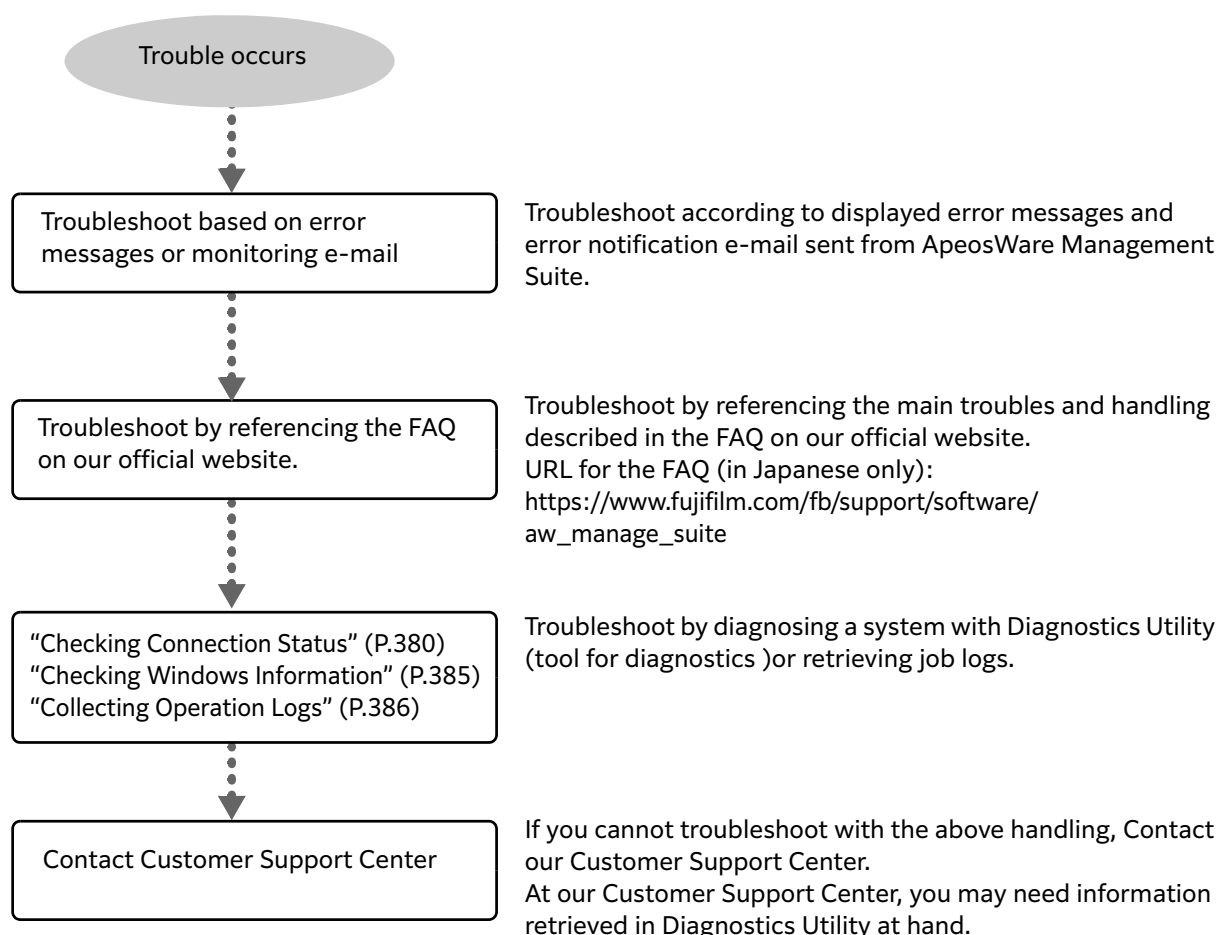 Trouble occurs
Troubleshoot based on error
messages or monitoring e-mail
Troubleshoot according to displayed error messages and
error notification e-mail sent from ApeosWare Management
Suite.
Troubleshoot by referencing the FAQ
on our official website.
Troubleshoot by referencing the main troubles and handling
described in the FAQ on our official website.
URL for the FAQ (in Japanese only):
https://www.fujifilm.com/fb/support/software/
aw_manage_suite
“Checking Connection Status” (P.380)
“Checking Windows Information” (P.385)
“Collecting Operation Logs” (P.386)
Troubleshoot by diagnosing a system with Diagnostics Utility
(tool for diagnostics )or retrieving job logs.
Contact Customer Support Center
If you cannot troubleshoot with the above handling, Contact
our Customer Support Center.
At our Customer Support Center, you may need information
retrieved in Diagnostics Utility at hand.